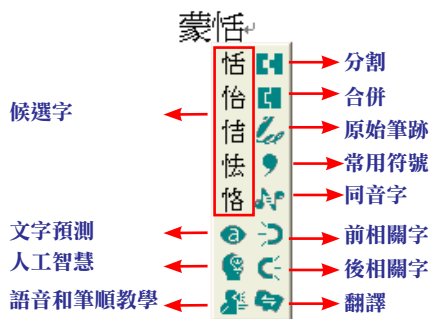 蒙恬
恬 分割
怡 合併
候選字 佶 原始筆跡
怯 常用符號
恪 同音字
文字預測 a 前相關字
人工智慧 後相關字
語音和筆順教學 翻譯